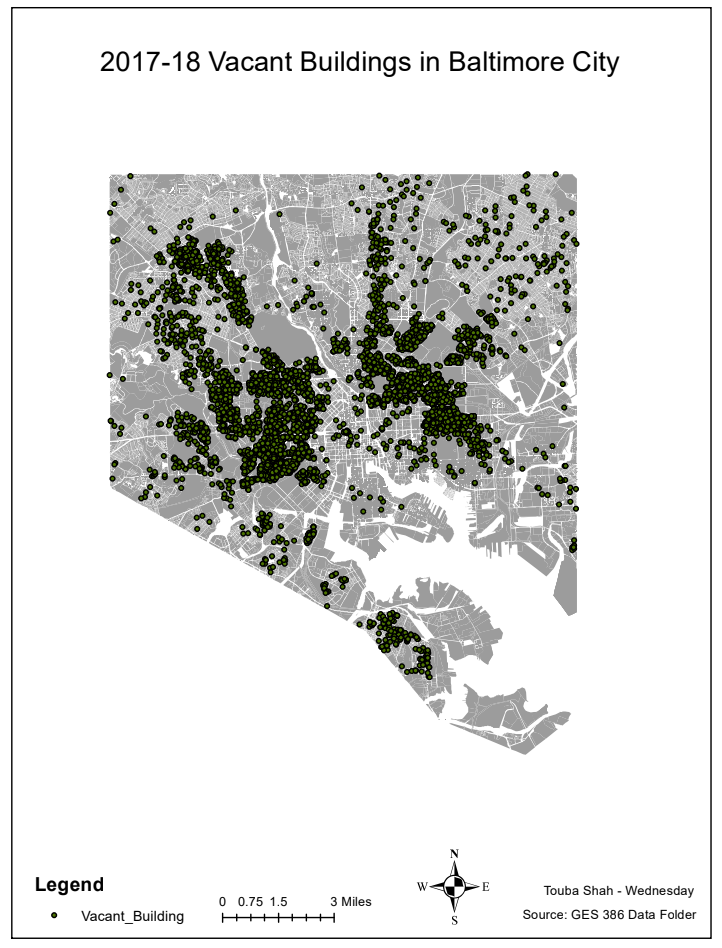 2017-18 Vacant Buildings in Baltimore City
N
W E
S
Legend
Vacant_Building
0 0.75 1.5 3 Miles
Touba Shah - Wednesday
Source: GES 386 Data Folder